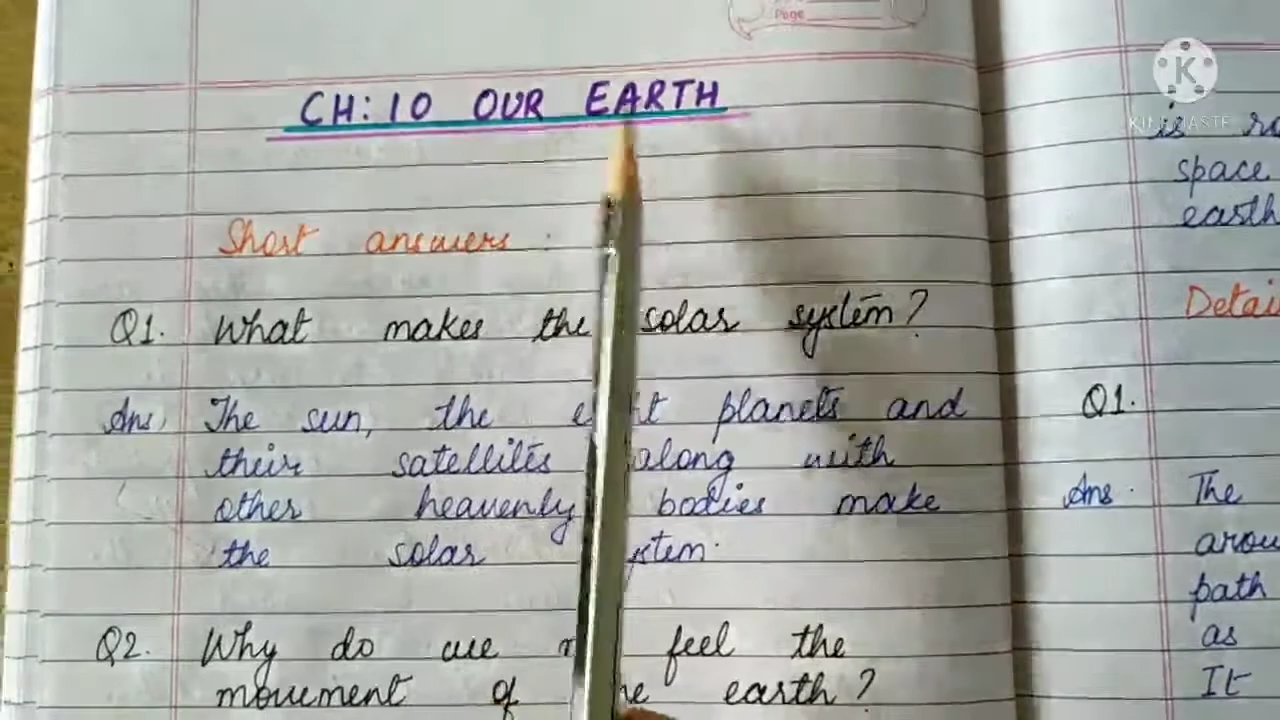 Page
CH: 10 OUR EARTH
Short answers :
Q1. What makes the solar system?
Ans, The sun, the planets and
their satellites along with
other heavenly bodies make
the solar
Q2. Why do we feel the
movement of earth?
K
KINEMASTER
is
space
earth
Q1.
Ans. The
path
as
It